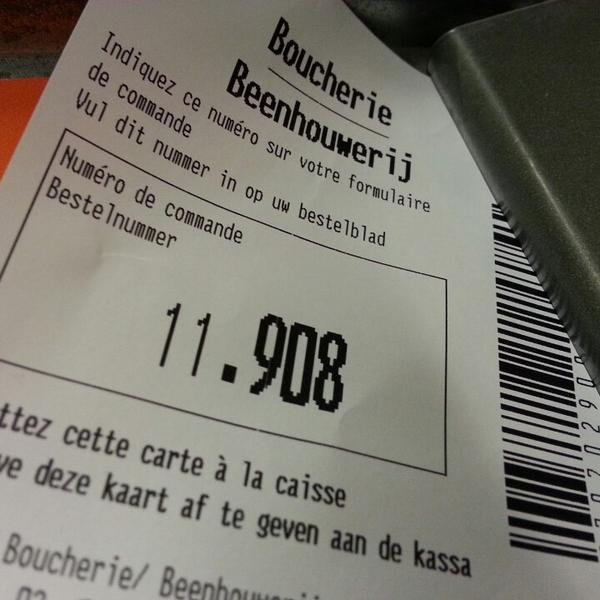 Boucherie
Beenhouwerij
Indiquez ce numéro sur votre formulaire
de commande
Vul dit nummer in op uw bestelblad
Numéro de commande
Bestelnummer
11.908
ttez cette carte à la caisse
ve deze kaart af te geven aan de kassa
Boucherie/ Beenhouwerij